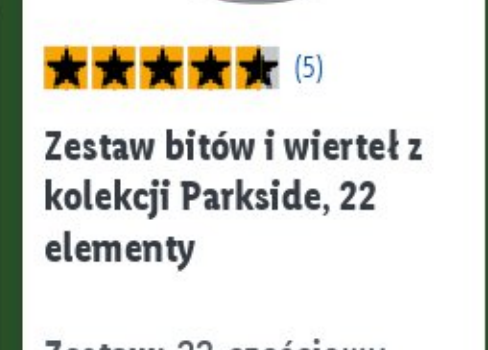 (5)
Zestaw bitów i wierteł z
kolekcji Parkside, 22
elementy